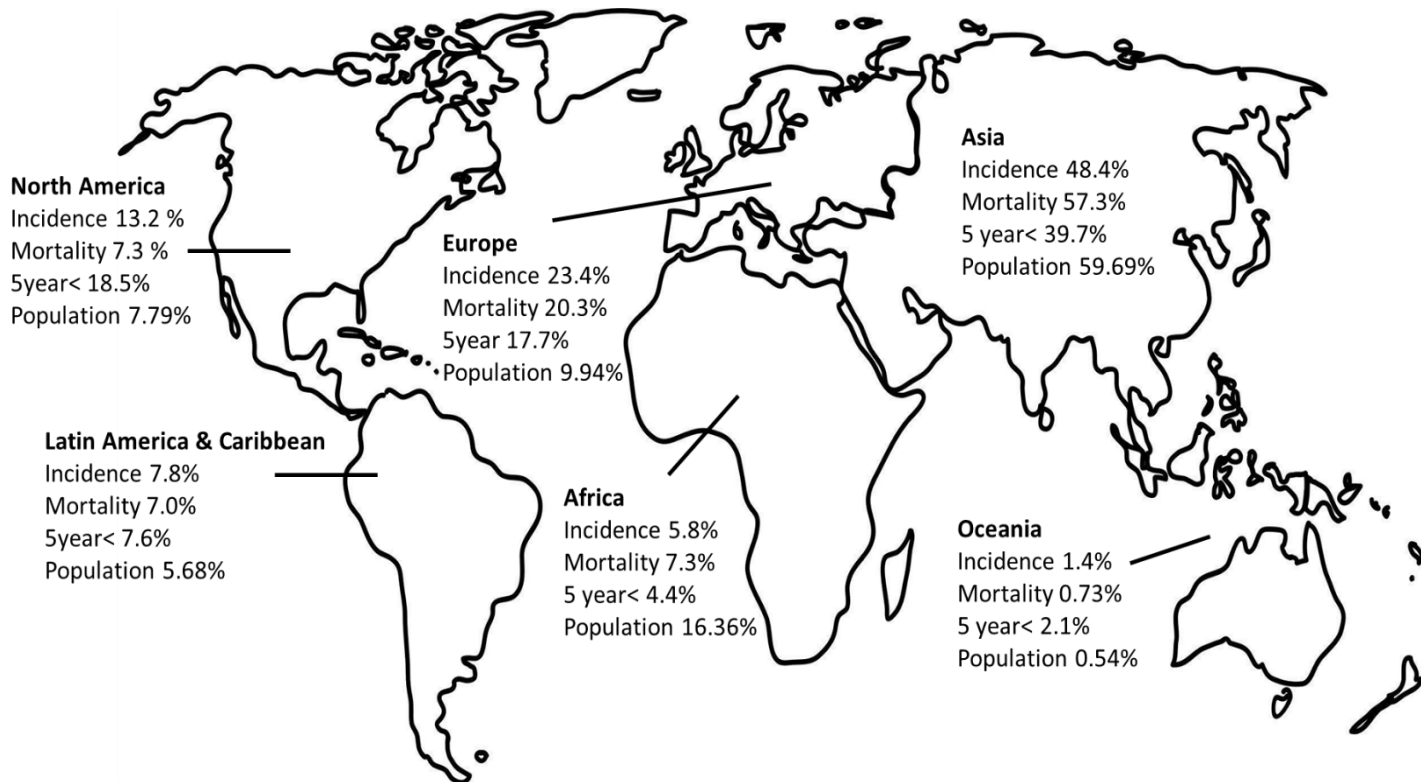 North America
Incidence 13.2 %
Mortality 7.3 %
5year< 18.5%
Population 7.79%
Europe
Incidence 23.4%
Mortality 20.3%
5year 17.7%
Population 9.94%
Asia
Incidence 48.4%
Mortality 57.3%
5 year< 39.7%
Population 59.69%
Latin America & Caribbean
Incidence 7.8%
Mortality 7.0%
5year< 7.6%
Population 5.68%
Africa
Incidence 5.8%
Mortality 7.3%
5 year< 4.4%
Population 16.36%
Oceania
Incidence 1.4%
Mortality 0.73%
5 year< 2.1%
Population 0.54%